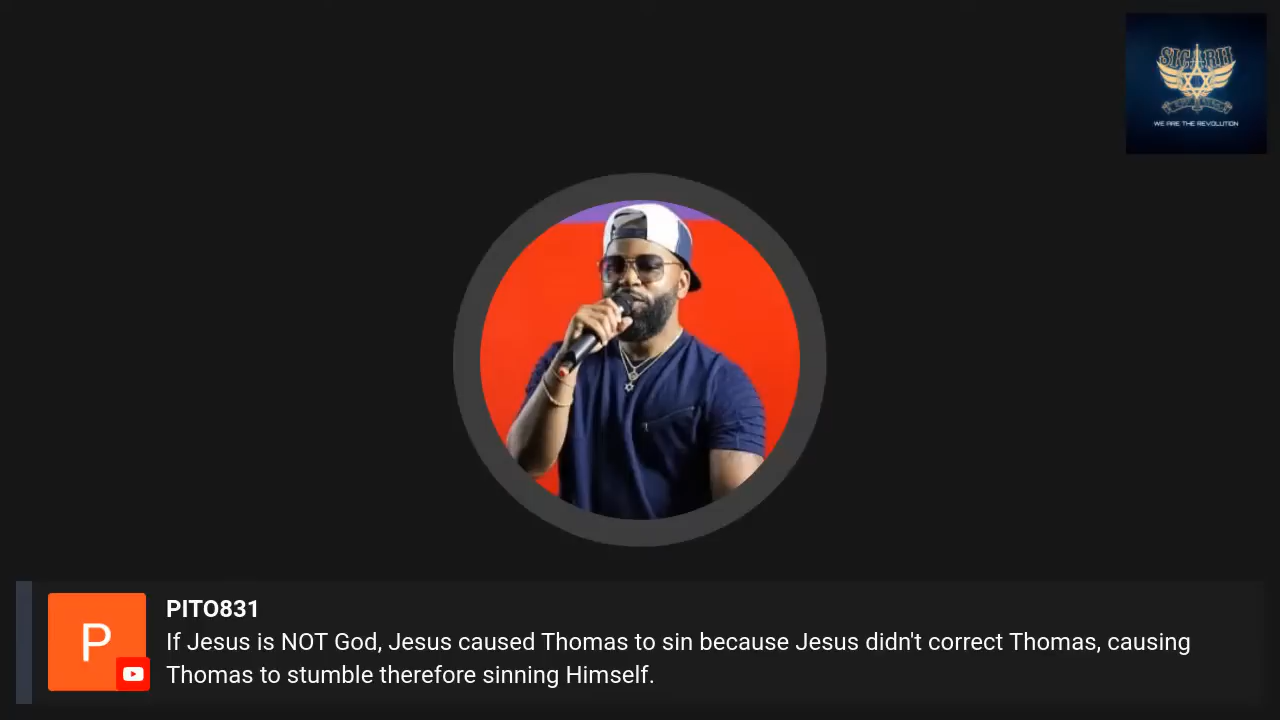 SICARII
WE ARE THE REVOLUTION
PITO831
P
If Jesus is NOT God, Jesus caused Thomas to sin because Jesus didn't correct Thomas, causing
Thomas to stumble therefore sinning Himself.